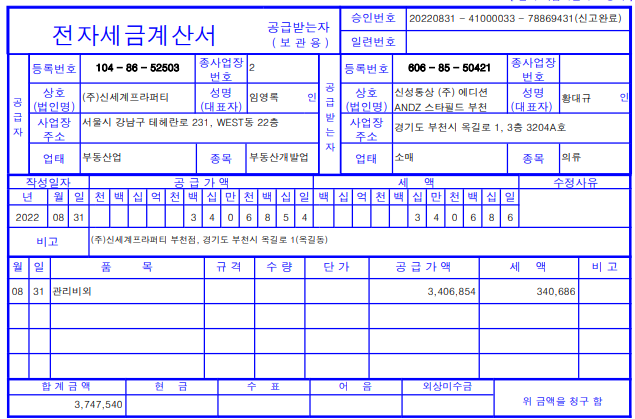 전자세금계산서
공급받는자
( 보 관 용 )
승인번호 20220831 - 41000033 - 78869431(신고완료)
일련번호
공급자
등록번호 104 - 86 - 52503 종사업장번호 2
상호(법인명) (주)신세계프라퍼티 성명(대표자) 임영록 인
사업장주소 서울시 강남구 테헤란로 231, WEST동 22층
업태 부동산업 종목 부동산개발업
공급받는자
등록번호 606 - 85 - 50421 종사업장번호
상호(법인명) 신성통상 (주) 에디션 ANDZ 스타필드 부천 성명(대표자) 황대규 인
사업장주소 경기도 부천시 옥길로 1, 3층 3204A호
업태 소매 종목 의류
작성일자 공 급 가 액 세 액 수정사유
년 월 일 천 백 십 억 천 백 십 만 천 백 십 일 백 십 억 천 백 십 만 천 백 십 일
2022 08 31 3 4 0 6 8 5 4 3 4 0 6 8 6
비고 (주)신세계프라퍼티 부천점, 경기도 부천시 옥길로 1(옥길동)
월 일 품 목 규 격 수 량 단 가 공 급 가 액 세 액 비 고
08 31 관리비외 3,406,854 340,686
합 계 금 액 현 금 수 표 어 음 외상미수금 위 금액을 청구 함
3,747,540